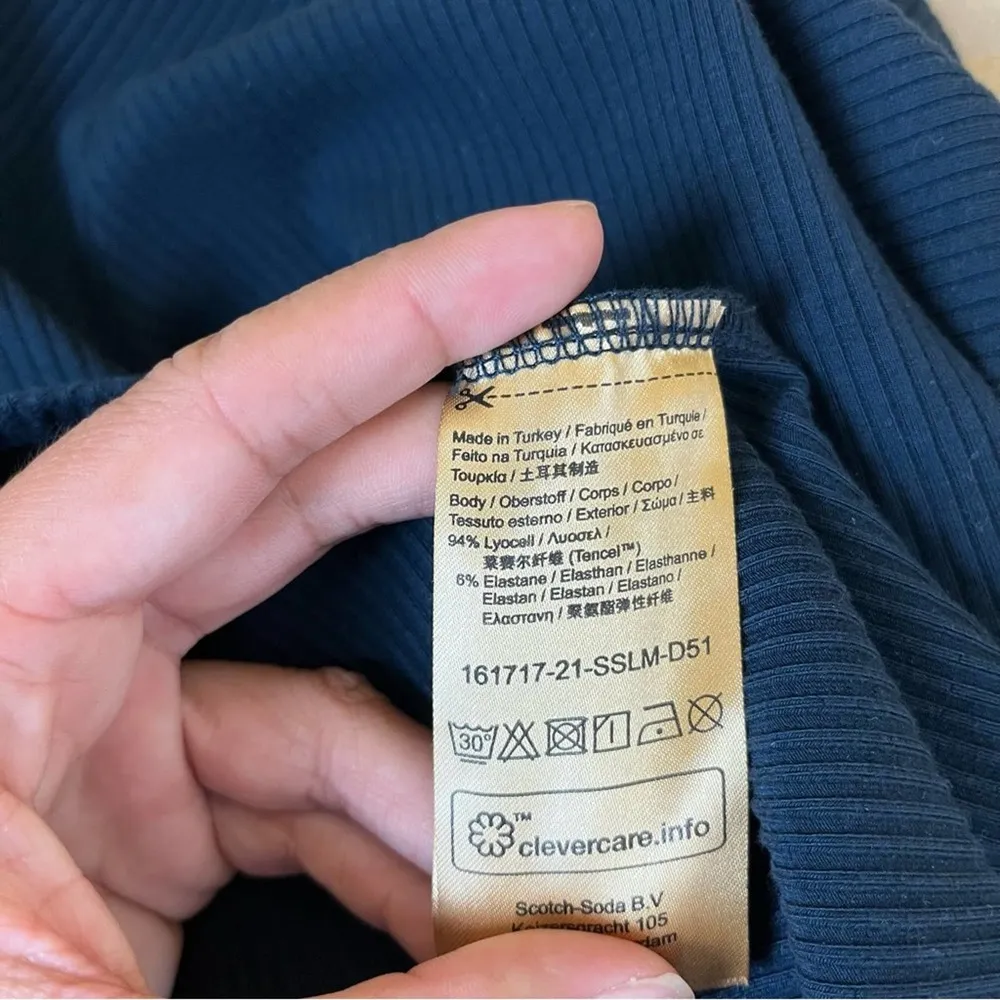 Made in Turkey / Fabriqué en Turquie /
Feito na Turquia / Κατασκευασμένο σε
Τουρκία / 土耳其制造
Body / Oberstoff / Corps / Corpo /
Tessuto esterno / Exterior / Σώμα / 主料
94% Lyocell / Λυοσελ /
莱赛尔纤维 (Tencel™)
6% Elastane / Elasthan / Elasthanne /
Elastan / Elastan / Elastano /
Ελαστανη / 聚氨酯弹性纤维
161717-21-SSLM-D51
30°
™
clevercare.info
Scotch-Soda B.V
Keizersgracht 105